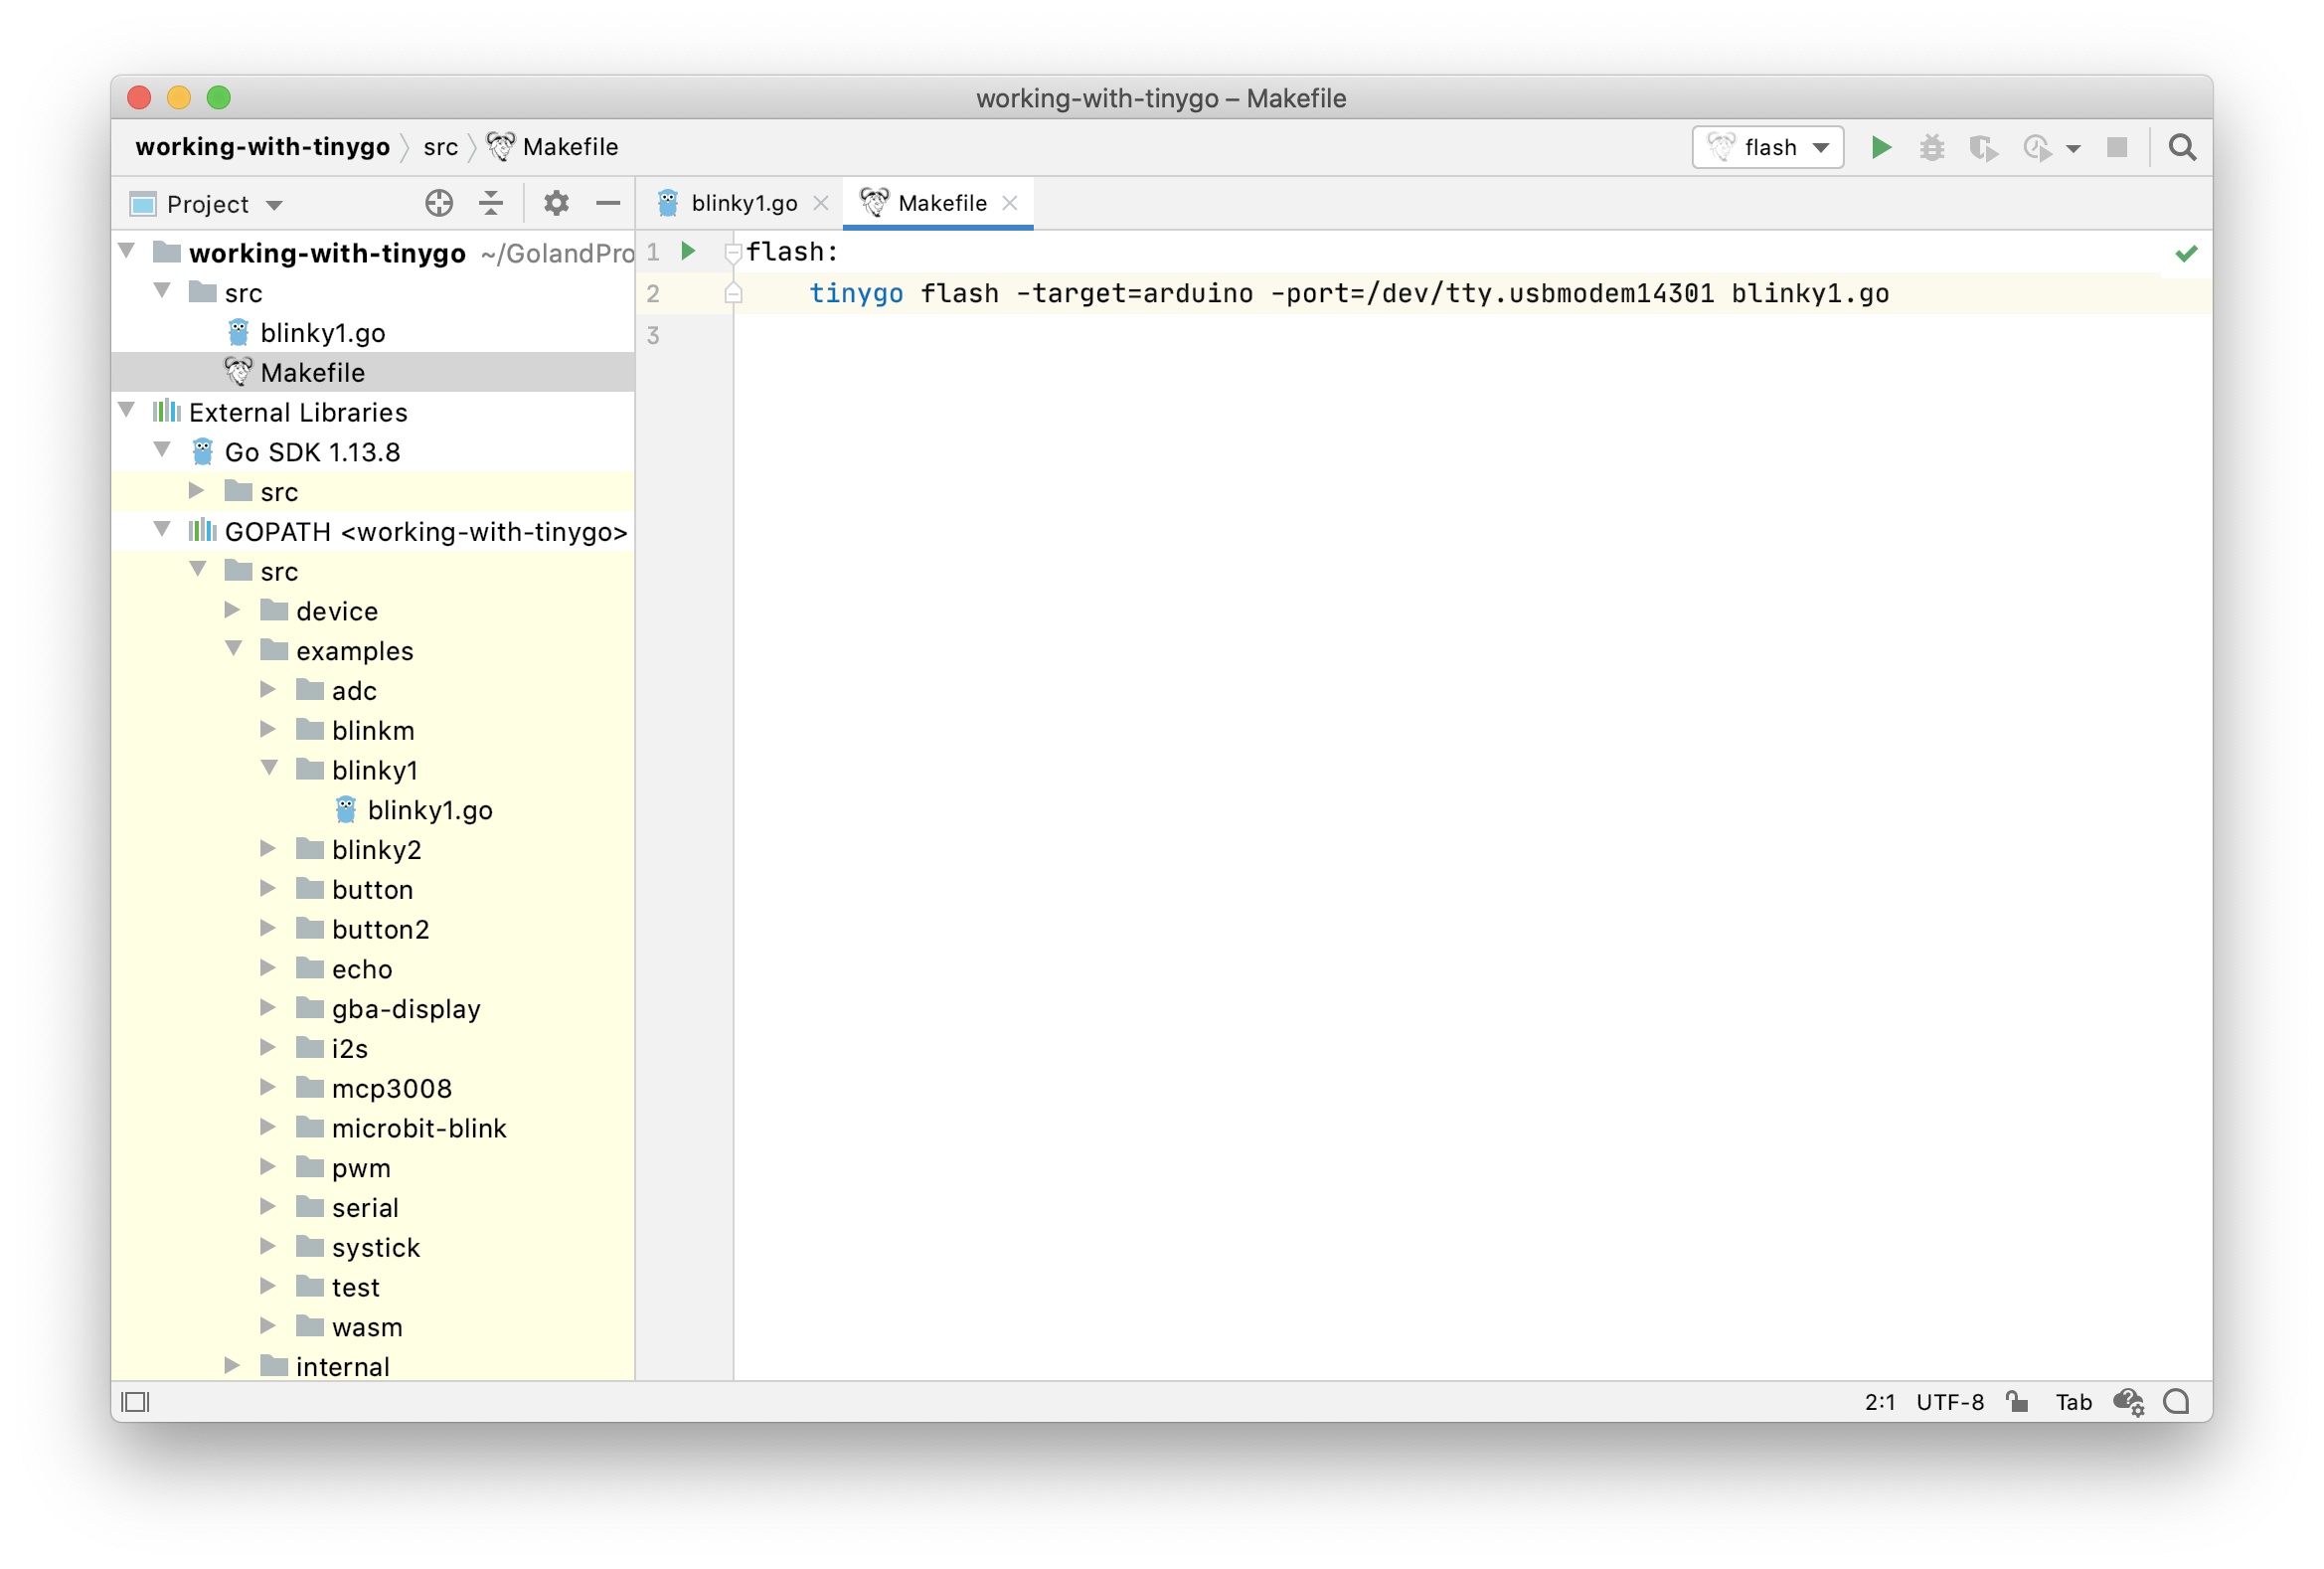 working-with-tinygo – Makefile
working-with-tinygo src Makefile
flash
Project
blinky1.go Makefile
working-with-tinygo ~/GolandPro
src
blinky1.go
Makefile
External Libraries
Go SDK 1.13.8
src
GOPATH <working-with-tinygo>
src
device
examples
adc
blinkm
blinky1
blinky1.go
blinky2
button
button2
echo
gba-display
i2s
mcp3008
microbit-blink
pwm
serial
systick
test
wasm
internal
1 flash:
2 tinygo flash -target=arduino -port=/dev/tty.usbmodem14301 blinky1.go
3
2:1 UTF-8 Tab